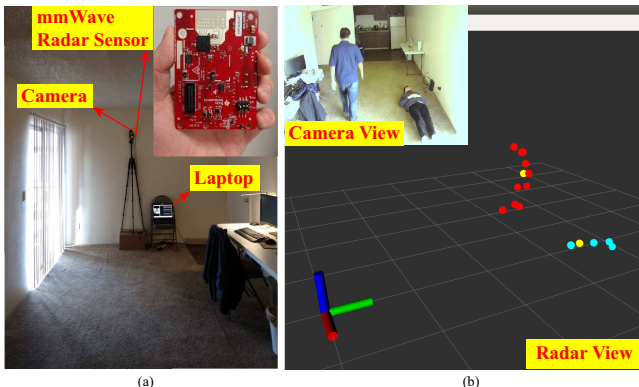 mmWave
Radar Sensor
Camera
Laptop
(a)
Camera View
Radar View
(b)